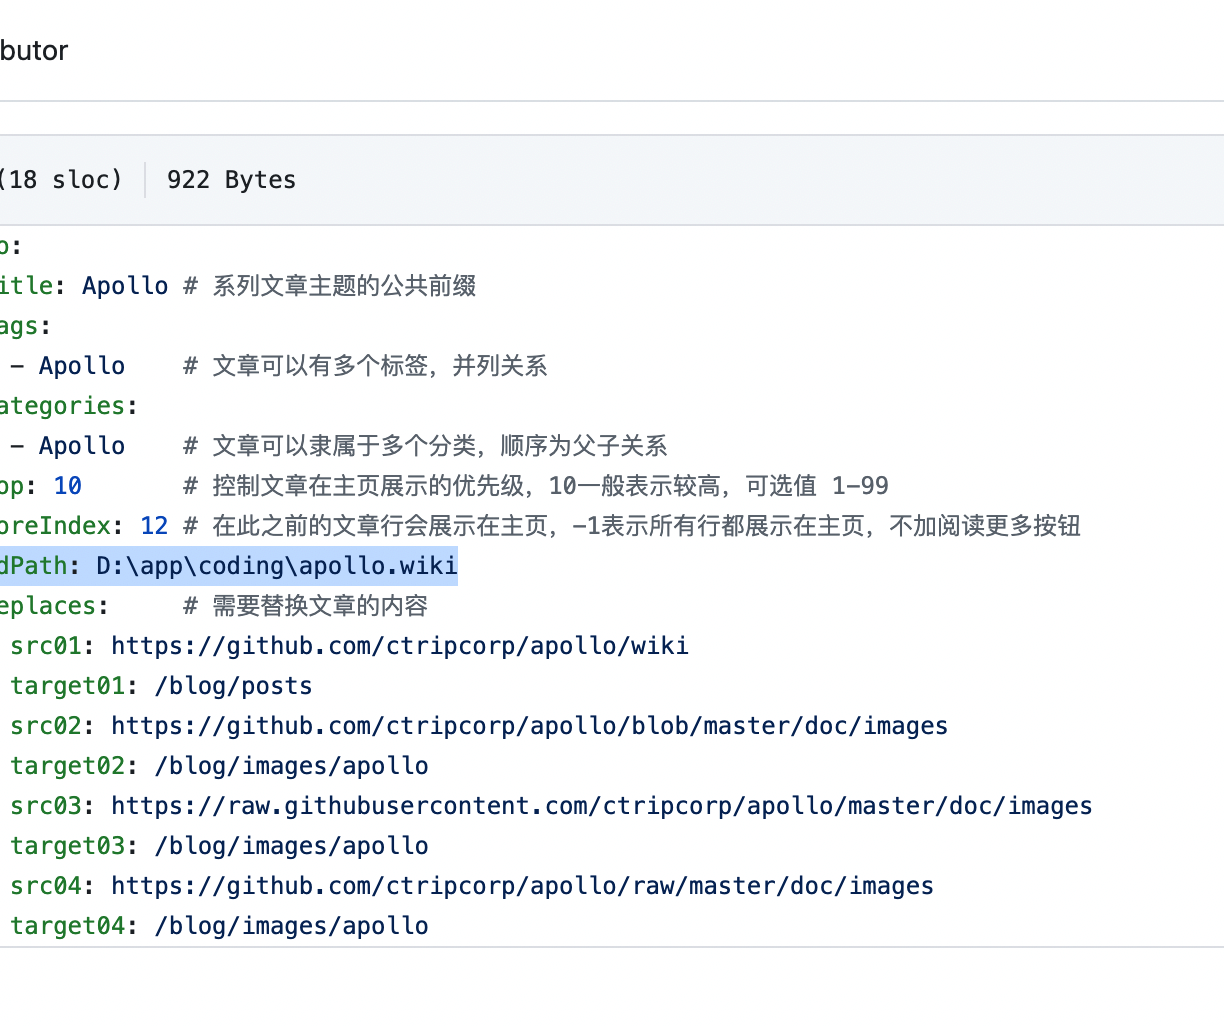 butor
(18 sloc) 922 Bytes
o:
itle: Apollo # 系列文章主题的公共前缀
ags:
- Apollo # 文章可以有多个标签，并列关系
ategories:
- Apollo # 文章可以隶属于多个分类，顺序为父子关系
op: 10 # 控制文章在主页展示的优先级，10一般表示较高，可选值 1-99
oreIndex: 12 # 在此之前的文章行会展示在主页，-1表示所有行都展示在主页，不加阅读更多按钮
dPath: D:\app\coding\apollo.wiki
eplaces: # 需要替换文章的内容
src01: https://github.com/ctripcorp/apollo/wiki
target01: /blog/posts
src02: https://github.com/ctripcorp/apollo/blob/master/doc/images
target02: /blog/images/apollo
src03: https://raw.githubusercontent.com/ctripcorp/apollo/master/doc/images
target03: /blog/images/apollo
src04: https://github.com/ctripcorp/apollo/raw/master/doc/images
target04: /blog/images/apollo